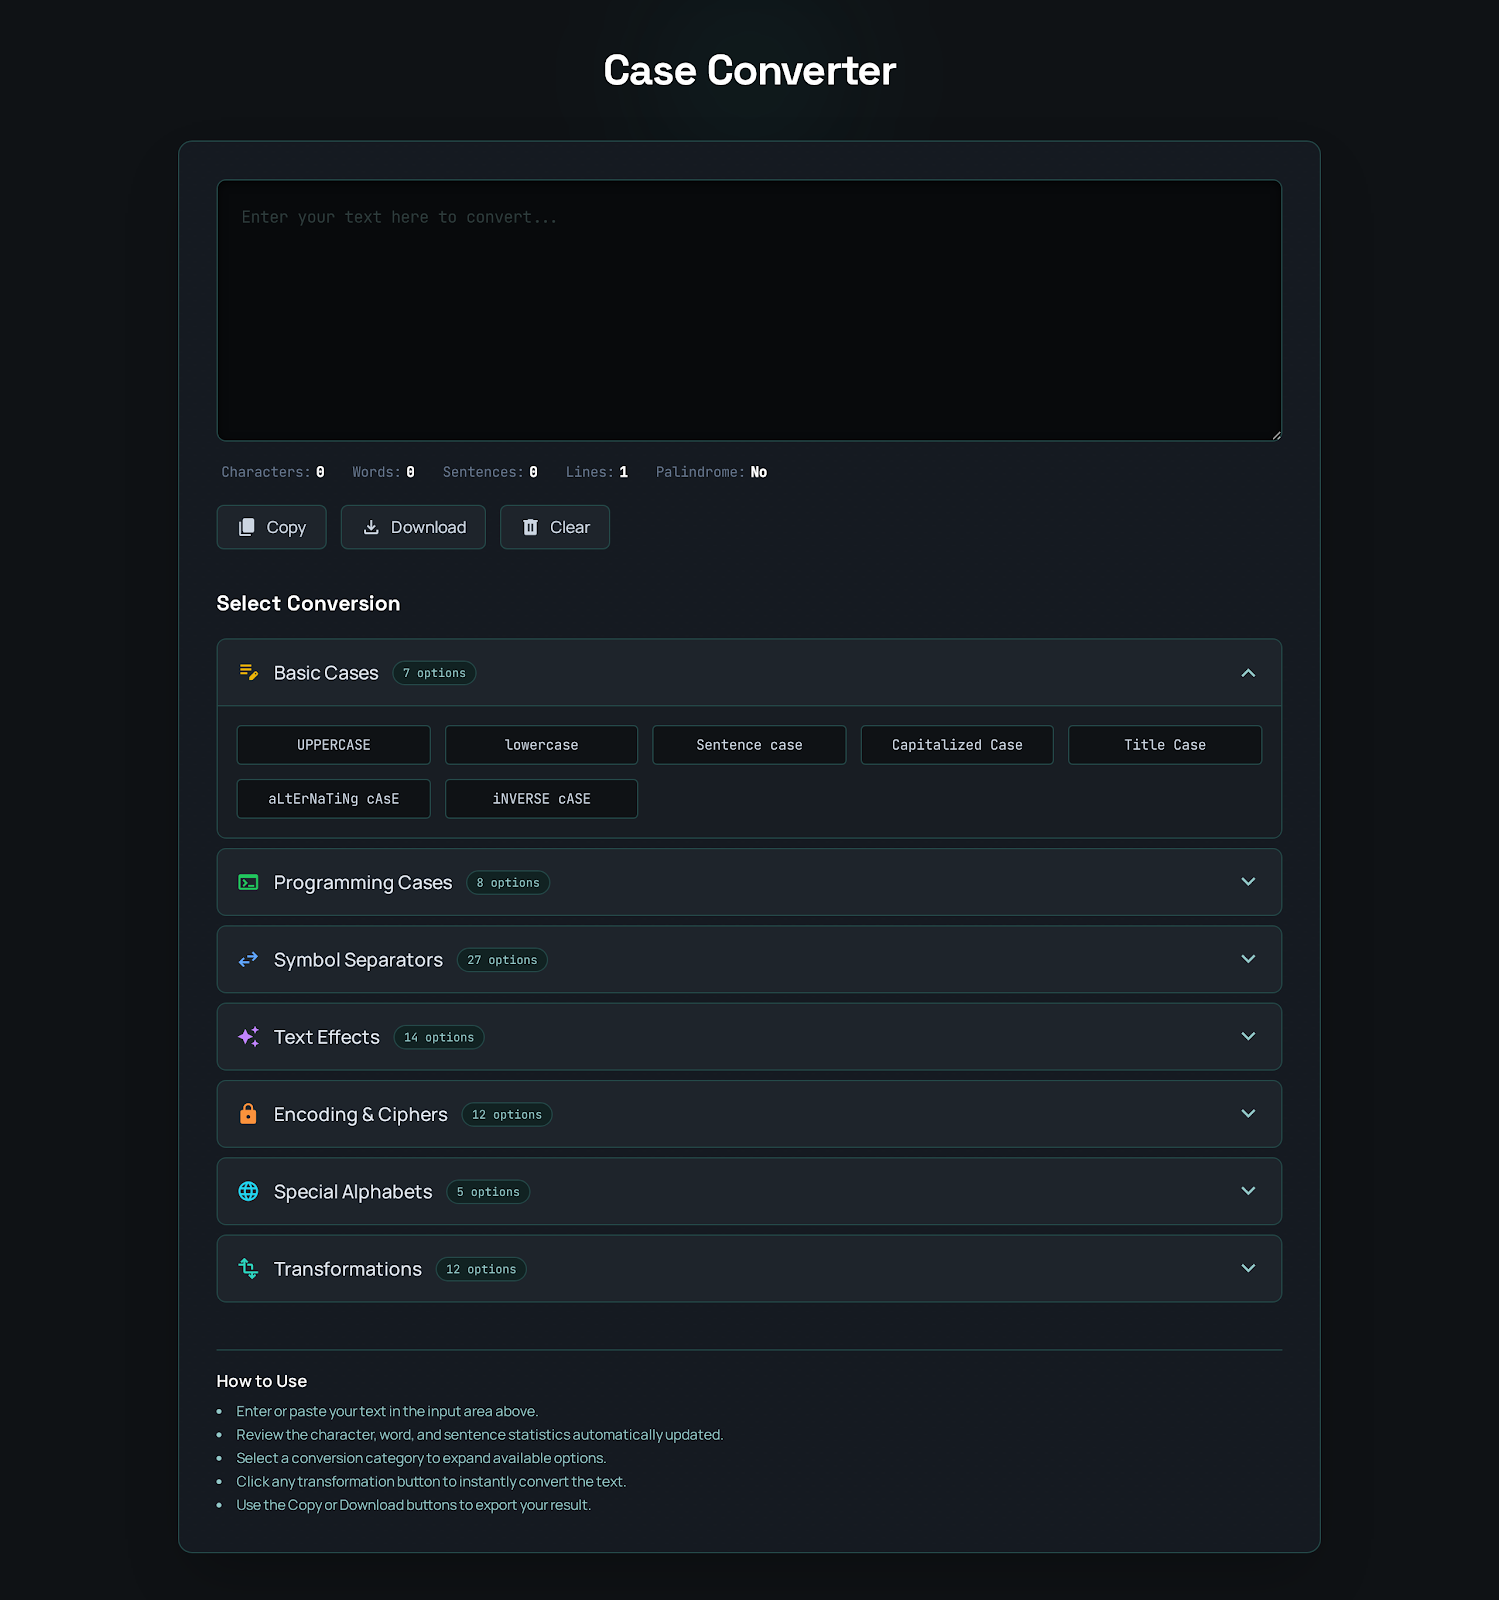 Case Converter
Enter your text here to convert...
Characters: 0 Words: 0 Sentences: 0 Lines: 1 Palindrome: No
Copy Download Clear
Select Conversion
Basic Cases 7 options
UPPERCASE lowercase Sentence case Capitalized Case Title Case
aLtErNaTiNg cAsE iNVERSE cASE
Programming Cases 8 options
Symbol Separators 27 options
Text Effects 14 options
Encoding & Ciphers 12 options
Special Alphabets 5 options
Transformations 12 options
How to Use
• Enter or paste your text in the input area above.
• Review the character, word, and sentence statistics automatically updated.
• Select a conversion category to expand available options.
• Click any transformation button to instantly convert the text.
• Use the Copy or Download buttons to export your result.